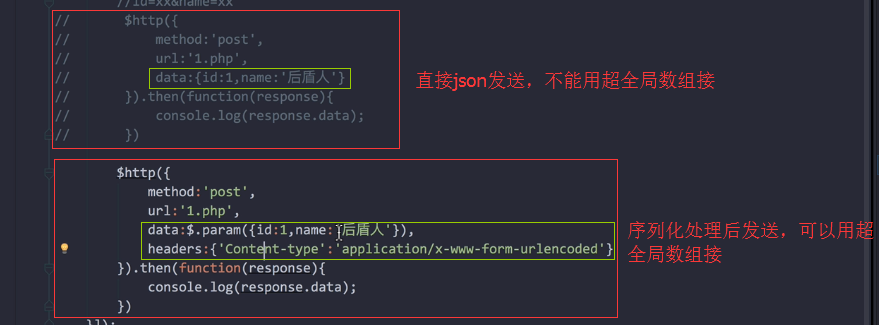 //id=xx&name=xx
// $http({
// method:'post',
// url:'1.php',
// data:{id:1,name:'后盾人'}
// }).then(function(response){
// console.log(response.data);
// })
直接json发送，不能用超全局数组接
$http({
method:'post',
url:'1.php',
data:$.param({id:1,name:'后盾人'}),
headers:{'Content-type':'application/x-www-form-urlencoded'}
}).then(function(response){
console.log(response.data);
})
}]);
序列化处理后发送，可以用超
全局数组接